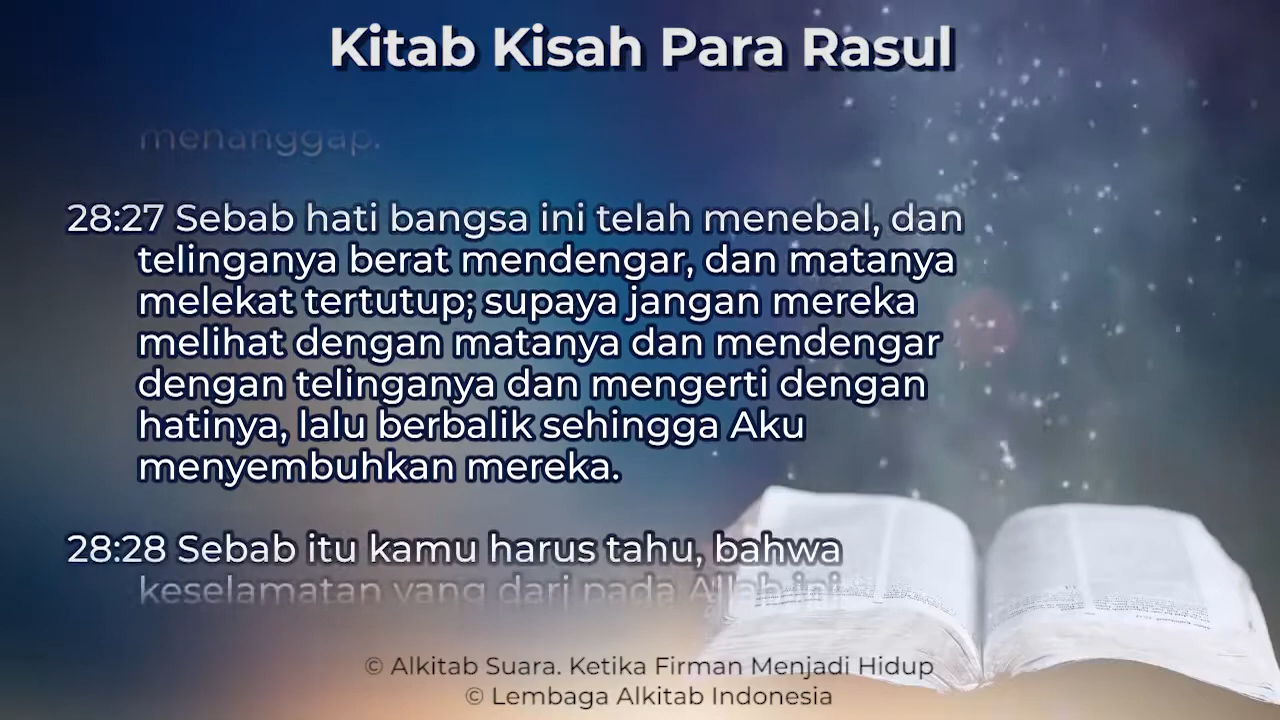 Kitab Kisah Para Rasul
menanggap.
28:27 Sebab hati bangsa ini telah menebal, dan
telinganya berat mendengar, dan matanya
melekat tertutup; supaya jangan mereka
melihat dengan matanya dan mendengar
dengan telinganya dan mengerti dengan
hatinya, lalu berbalik sehingga Aku
menyembuhkan mereka.
28:28 Sebab itu kamu harus tahu, bahwa
keselamatan yang dari pada Allah ini
© Alkitab Suara. Ketika Firman Menjadi Hidup
© Lembaga Alkitab Indonesia